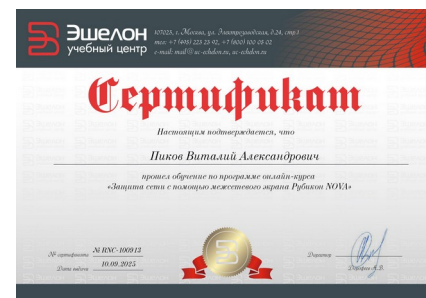 Эшелон
учебный центр
107023, г. Москва, ул. Электрозаводская, д.24, стр.1
тел: +7 (495) 223 23 92, +7 (800) 100 05 02
e-mail: mail@uc-echelon.ru, uc-echelon.ru
Сертификат
Настоящим подтверждается, что
Пиков Виталий Александрович
прошел обучение по программе онлайн-курса
«Защита сети с помощью межсетевого экрана Рубикон NOVA»
№ сертификата № RNC-100913
Дата выдачи 10.09.2025
Директор